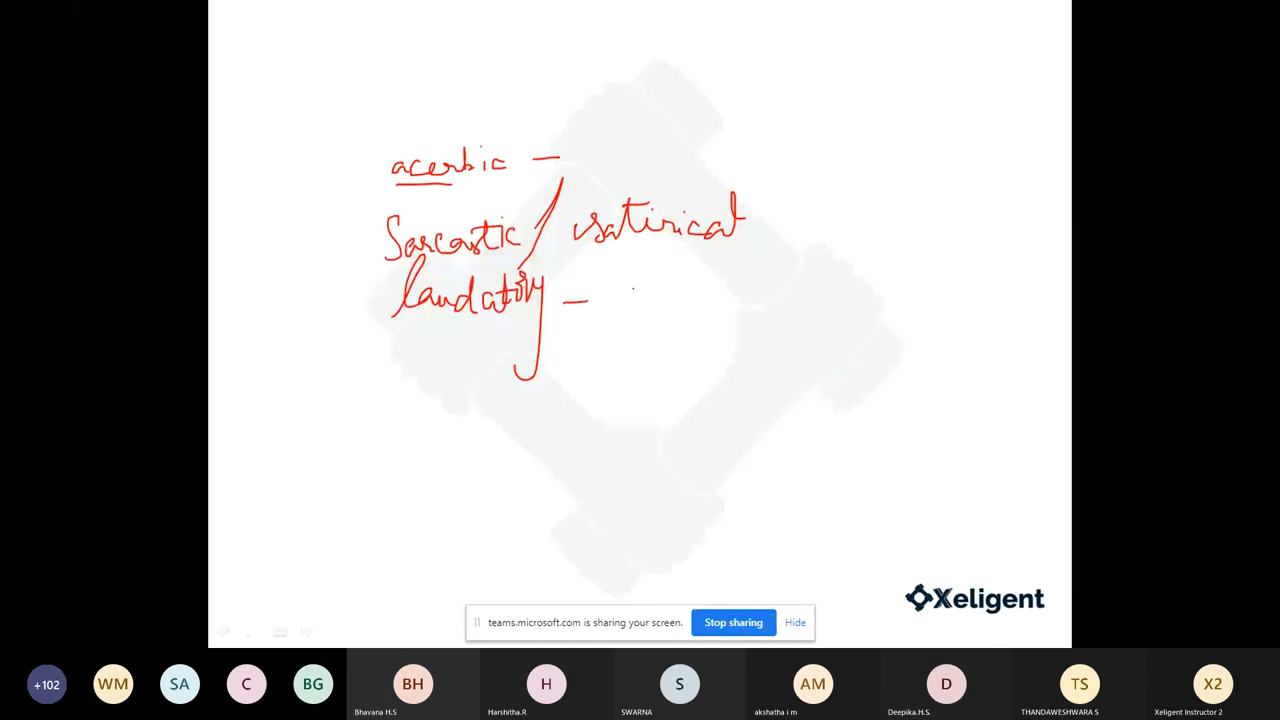 acerbic —
Sarcastic / satirical
laudatory —
Xeligent
teams.microsoft.com is sharing your screen. Stop sharing Hide
+102 WM SA C BG BH H S AM D TS X2
Bhavana H.S Harshitha.R SWARNA akshatha i m Deepika.H.S. THANDAWESHWARA S Xeligent Instructor 2